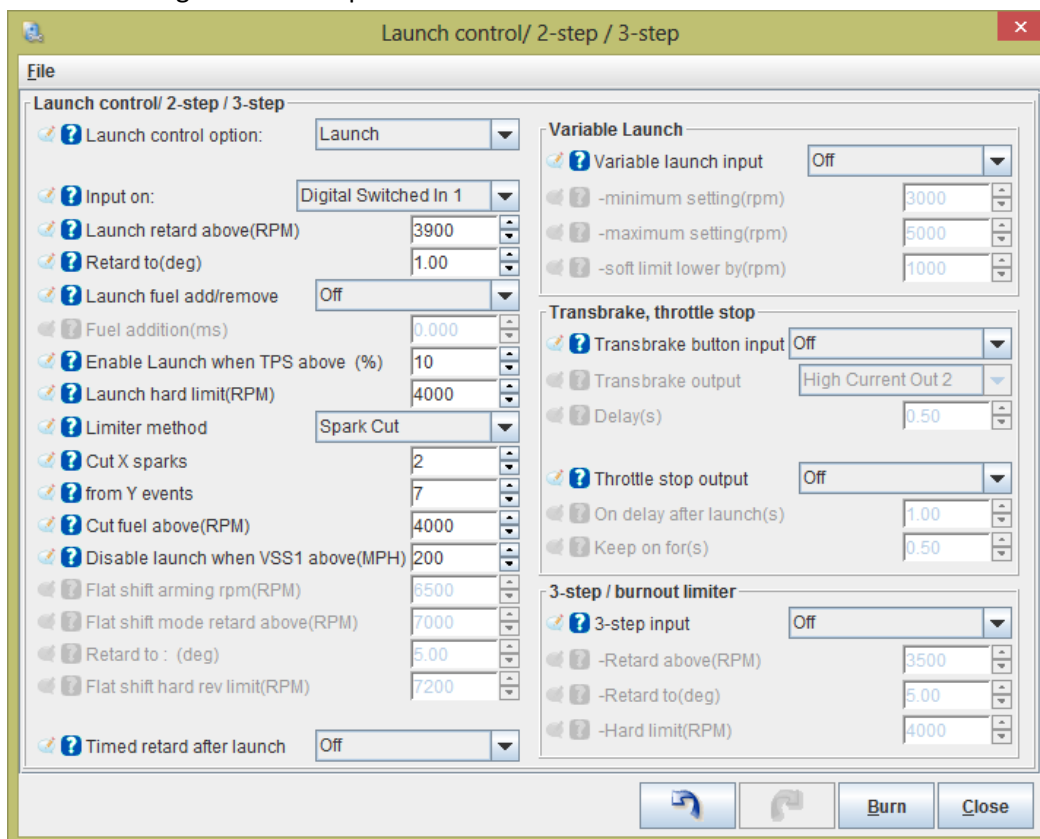 Launch control/ 2-step / 3-step
×
File
Launch control/ 2-step / 3-step
Launch control option: Launch
Input on: Digital Switched In 1
Launch retard above(RPM) 3900
Retard to(deg) 1.00
Launch fuel add/remove Off
Fuel addition(ms) 0.000
Enable Launch when TPS above (%) 10
Launch hard limit(RPM) 4000
Limiter method Spark Cut
Cut X sparks 2
from Y events 7
Cut fuel above(RPM) 4000
Disable launch when VSS1 above(MPH) 200
Flat shift arming rpm(RPM) 6500
Flat shift mode retard above(RPM) 7000
Retard to : (deg) 5.00
Flat shift hard rev limit(RPM) 7200
Timed retard after launch Off
Variable Launch
Variable launch input Off
-minimum setting(rpm) 3000
-maximum setting(rpm) 5000
-soft limit lower by(rpm) 1000
Transbrake, throttle stop
Transbrake button input Off
Transbrake output High Current Out 2
Delay(s) 0.50
Throttle stop output Off
On delay after launch(s) 1.00
Keep on for(s) 0.50
3-step / burnout limiter
3-step input Off
-Retard above(RPM) 3500
-Retard to(deg) 5.00
-Hard limit(RPM) 4000
Burn Close